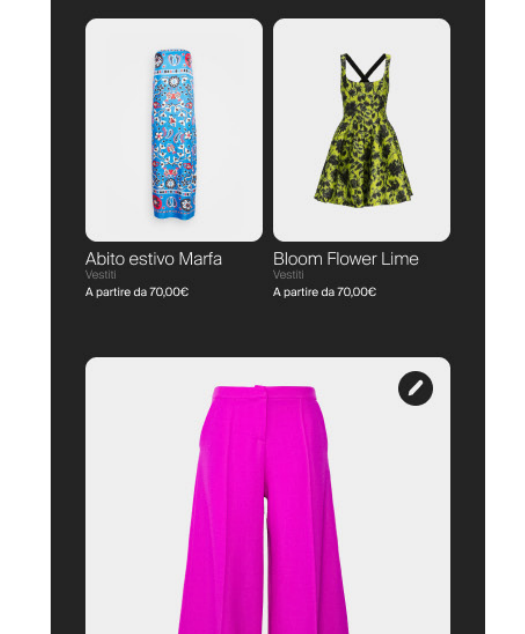 Abito estivo Marfa
Vestiti
A partire da 70,00€
Bloom Flower Lime
Vestiti
A partire da 70,00€